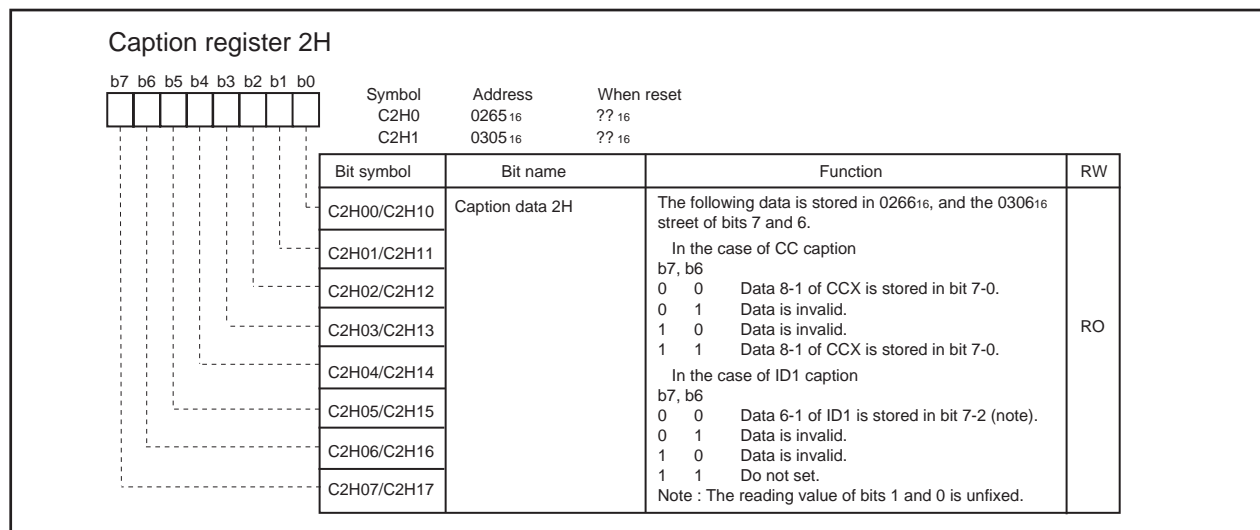 Caption register 2H
b7 b6 b5 b4 b3 b2 b1 b0
Symbol Address When reset
C2H0 0265 16 ?? 16
C2H1 0305 16 ?? 16
Bit symbol Bit name Function RW
C2H00/C2H10 Caption data 2H The following data is stored in 026616, and the 030616
street of bits 7 and 6.
C2H01/C2H11 In the case of CC caption
b7, b6
C2H02/C2H12 0 0 Data 8-1 of CCX is stored in bit 7-0.
0 1 Data is invalid.
C2H03/C2H13 1 0 Data is invalid. RO
1 1 Data 8-1 of CCX is stored in bit 7-0.
C2H04/C2H14 In the case of ID1 caption
b7, b6
C2H05/C2H15 0 0 Data 6-1 of ID1 is stored in bit 7-2 (note).
0 1 Data is invalid.
C2H06/C2H16 1 0 Data is invalid.
1 1 Do not set.
C2H07/C2H17 Note : The reading value of bits 1 and 0 is unfixed.